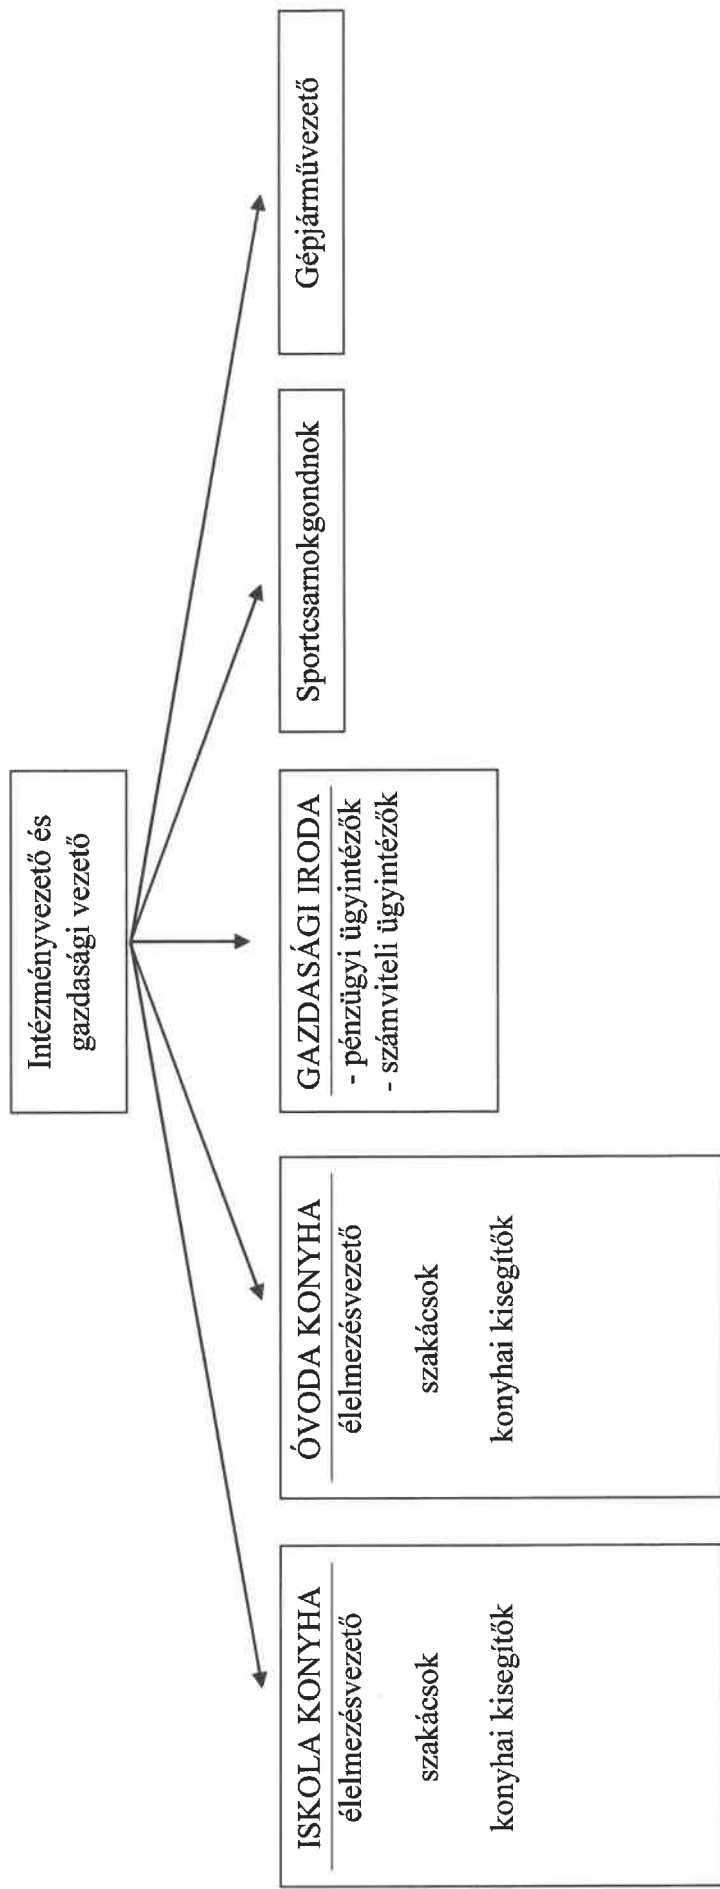 Intézményvezető és
gazdasági vezető
ISKOLA KONYHA
élelmezésvezető
szakácsok
konyhai kisegítők
ÓVODA KONYHA
élelmezésvezető
szakácsok
konyhai kisegítők
GAZDASÁGI IRODA
- pénzügyi ügyintézők
- számviteli ügyintézők
Sportcsarnokgondnok
Gépjárművezető